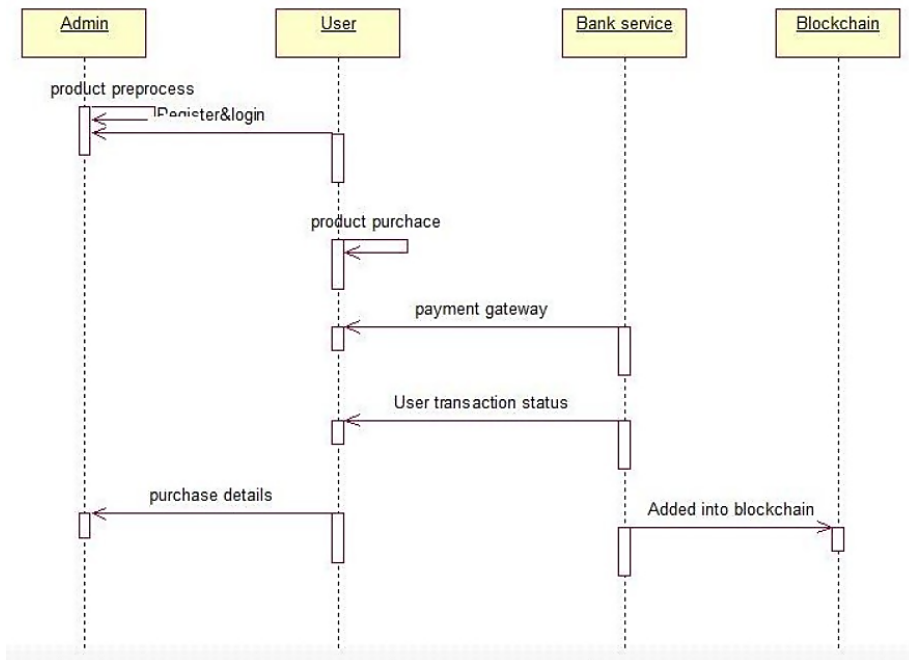 Admin
User
Bank service
Blockchain
product preprocess
Register&login
product purchace
payment gateway
User transaction status
purchase details
Added into blockchain